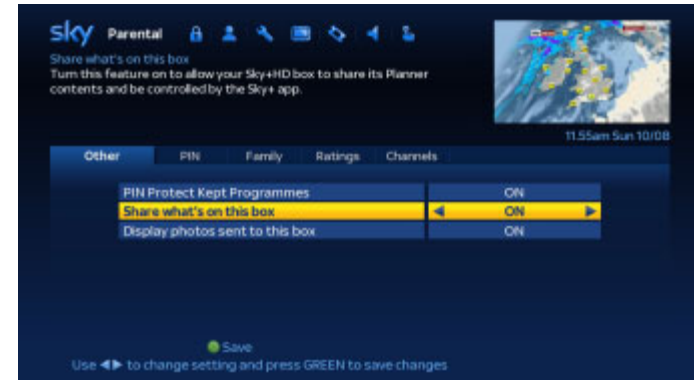 sky Parental
Share what's on this box
Turn this feature on to allow your Sky+HD box to share its Planner
contents and be controlled by the Sky+ app.
11.55am Sun 10/08
Other PIN Family Ratings Channels
PIN Protect Kept Programmes ON
Share what's on this box ON
Display photos sent to this box ON
Save
Use ◀▶ to change setting and press GREEN to save changes